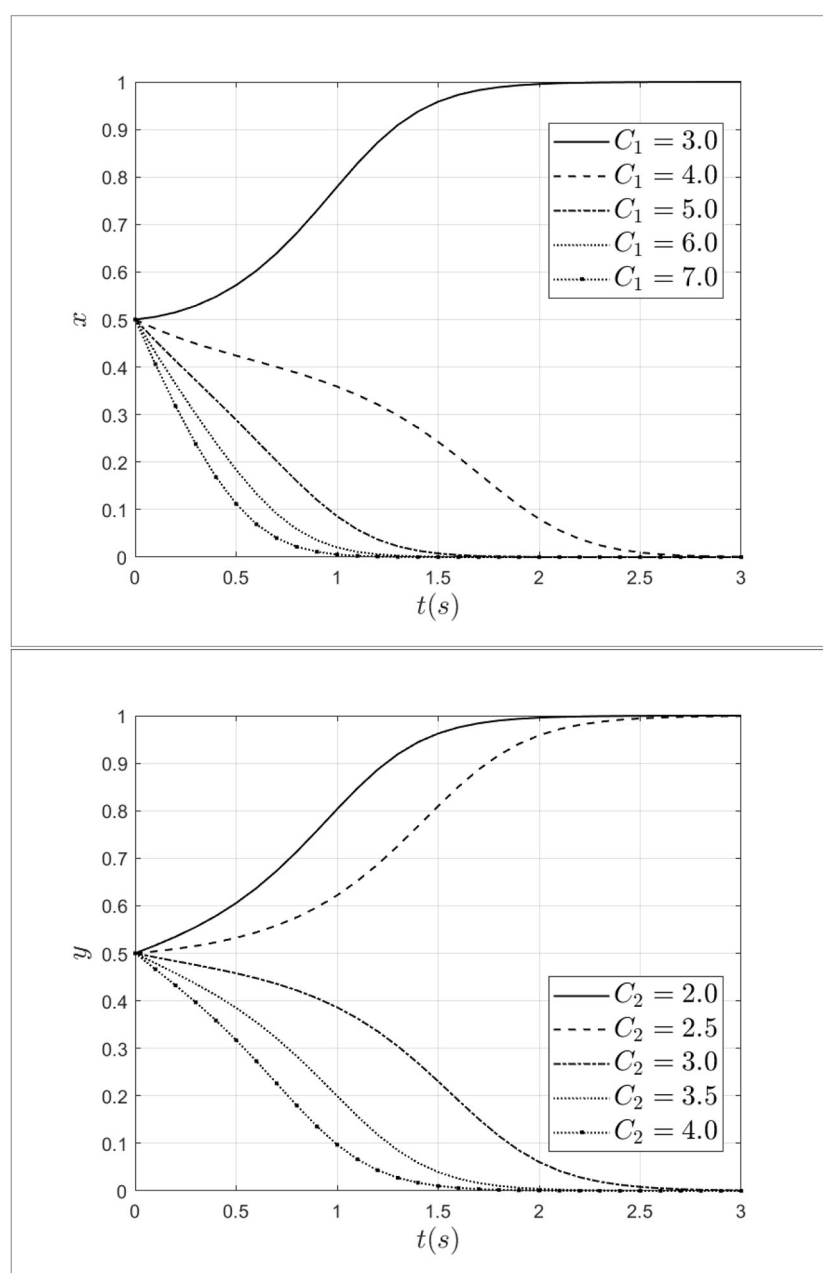 1
0.9
0.8
0.7
0.6
0.5
0.4
0.3
0.2
0.1
0
x
C₁ = 3.0
C₁ = 4.0
C₁ = 5.0
C₁ = 6.0
C₁ = 7.0
0 0.5 1 1.5 2 2.5 3
t(s)
1
0.9
0.8
0.7
0.6
0.5
0.4
0.3
0.2
0.1
0
y
C₂ = 2.0
C₂ = 2.5
C₂ = 3.0
C₂ = 3.5
C₂ = 4.0
0 0.5 1 1.5 2 2.5 3
t(s)